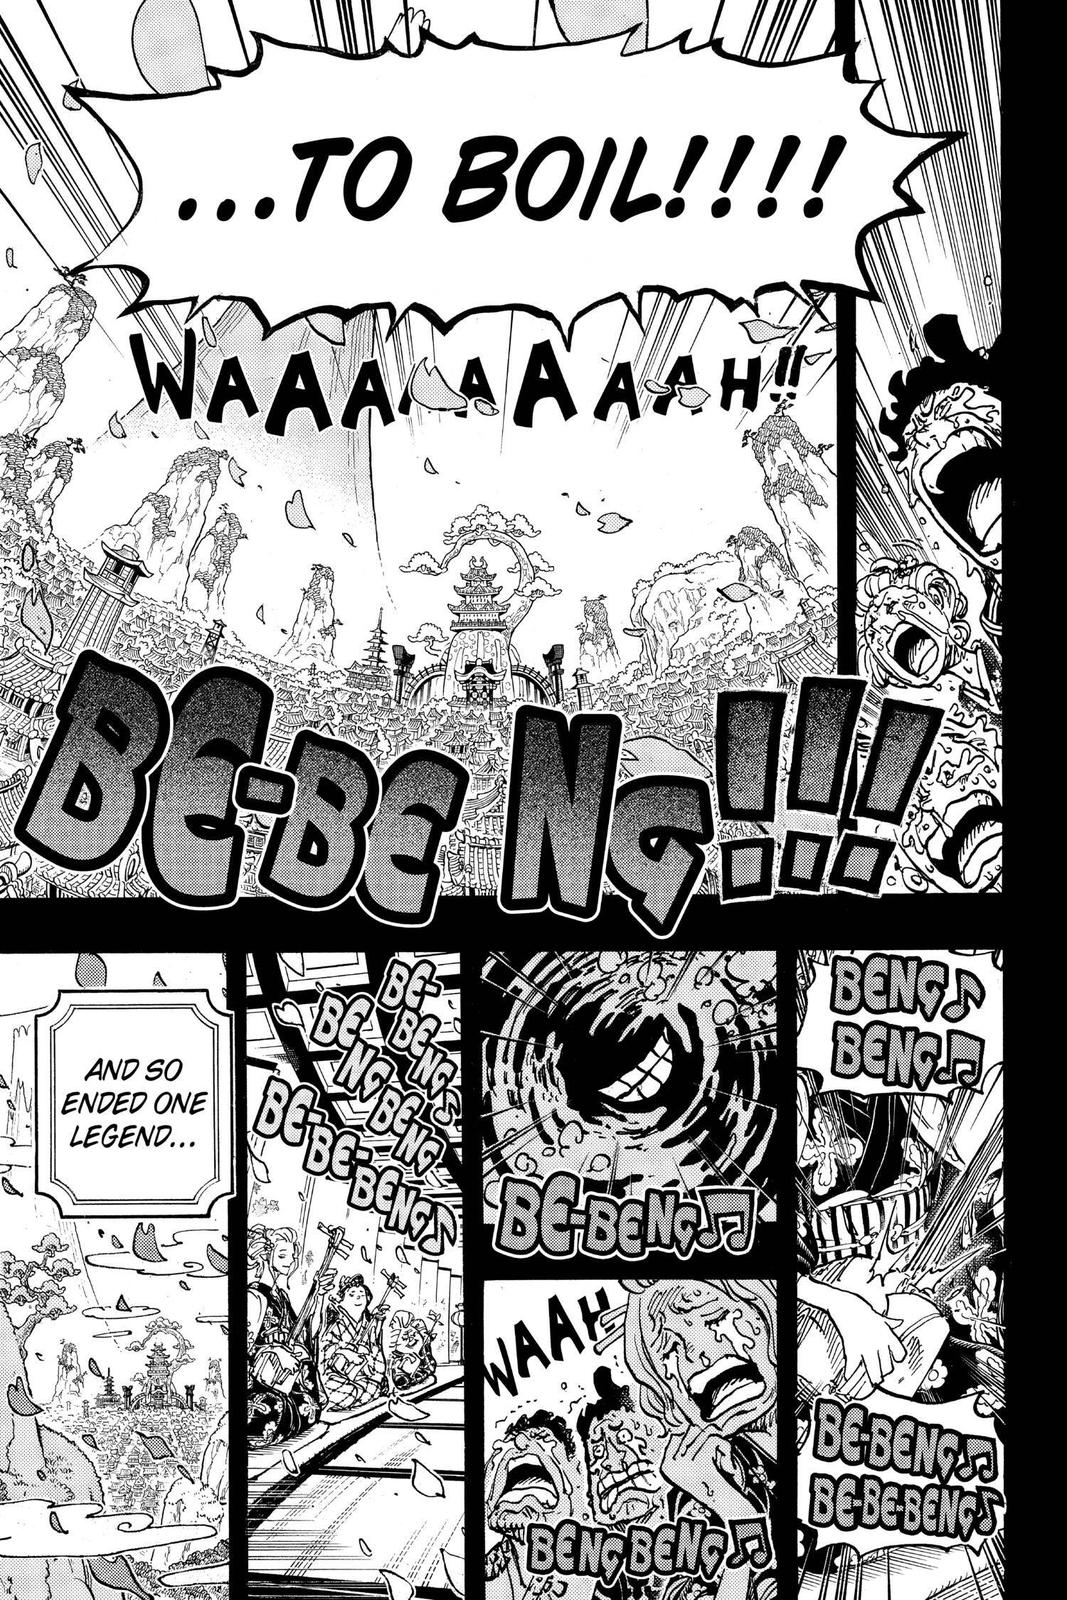 ...TO BOIL!!!!
WAAAAAAAAH!!
BE-BENG!!!
BENG♪
BENG♫
BE-BENG♫
BE-BE-BENG♪
BE-BENG♫
WAAH
BENG BENG♫
BE-
BENG♪
BE
NG BENG
BE-
BE-BE-BENG♪
AND SO
ENDED ONE
LEGEND...